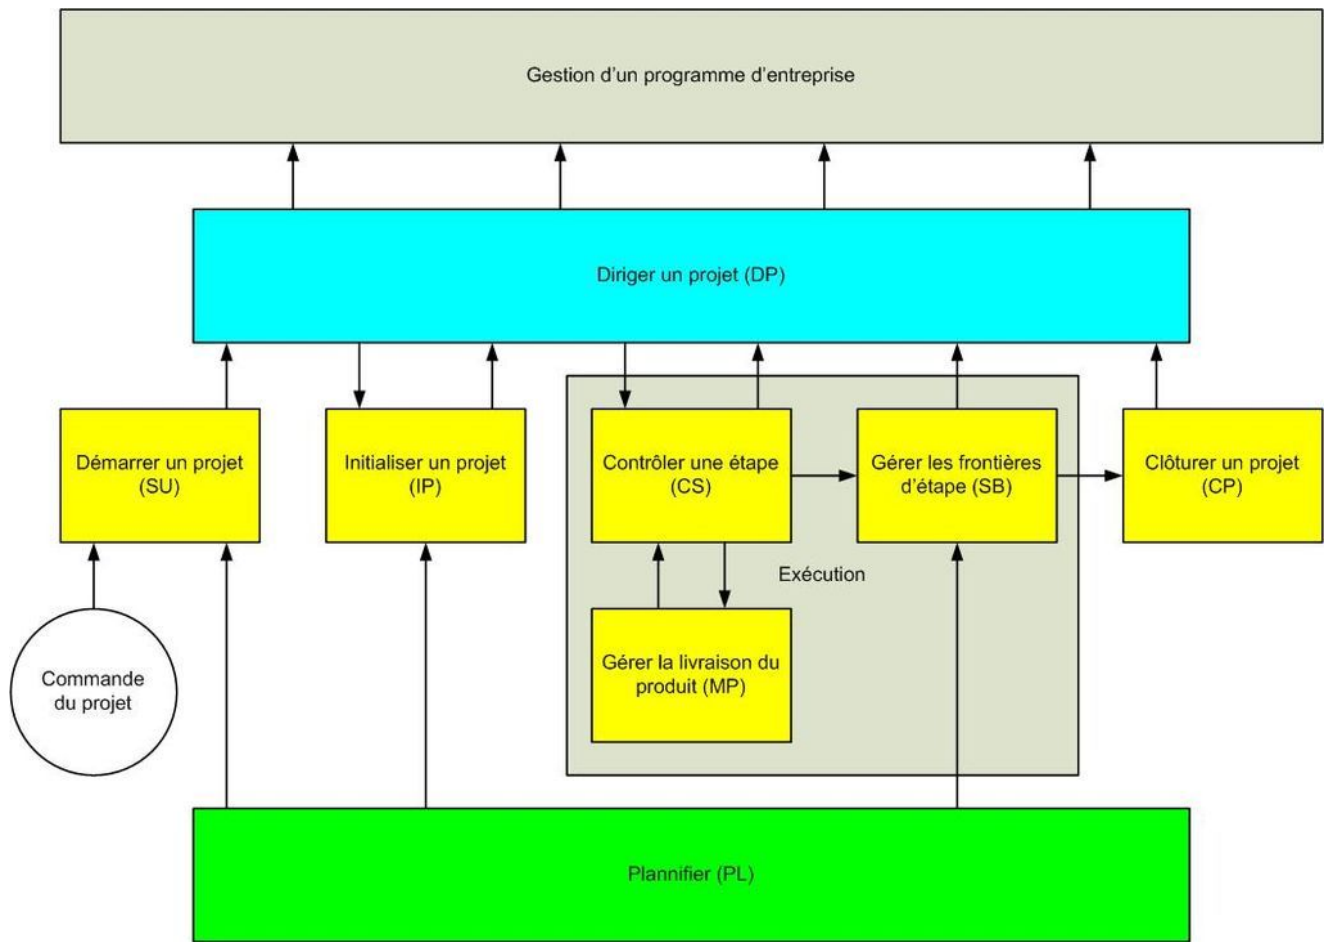 Gestion d'un programme d'entreprise
Diriger un projet (DP)
Démarrer un projet
(SU)
Initialiser un projet
(IP)
Contrôler une étape
(CS)
Gérer les frontières
d'étape (SB)
Clôturer un projet
(CP)
Exécution
Commande
du projet
Gérer la livraison du
produit (MP)
Plannifier (PL)